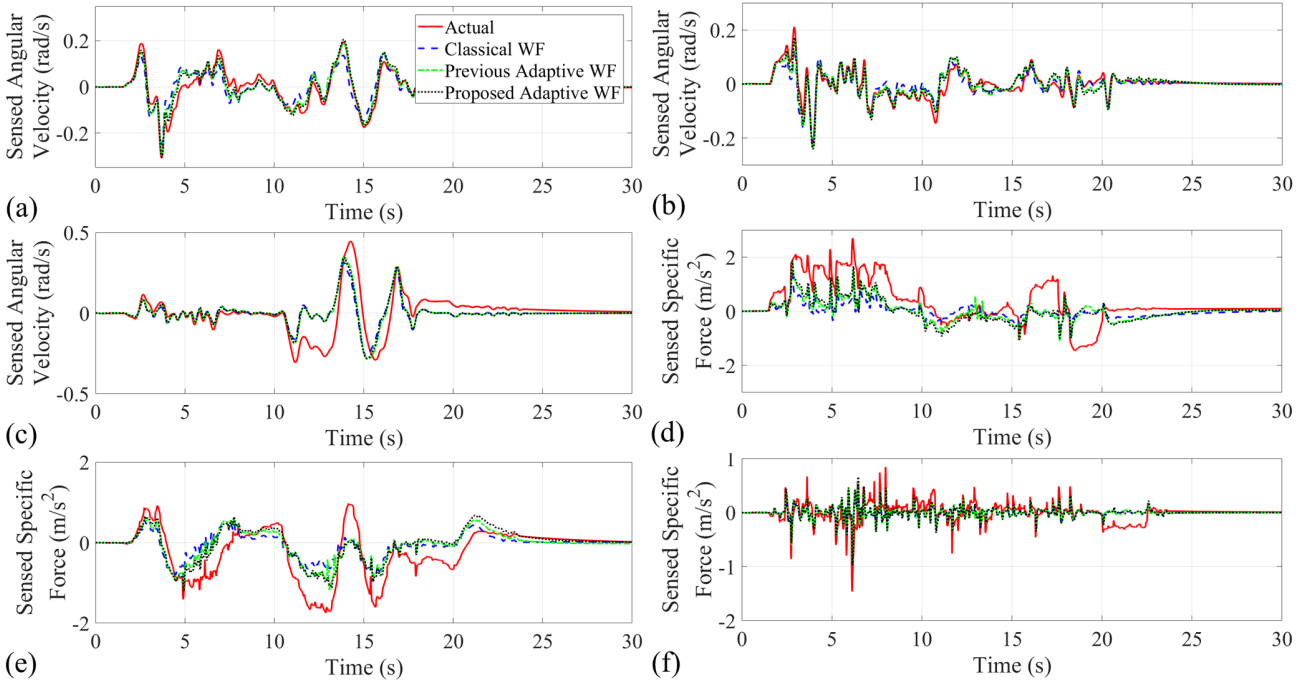 Sensed Angular
Velocity (rad/s)
0.2
0
-0.2
0 5 10 15 20 25 30
Time (s)
(a)
Actual
Classical WF
Previous Adaptive WF
Proposed Adaptive WF
Sensed Angular
Velocity (rad/s)
0.2
0
-0.2
0 5 10 15 20 25 30
Time (s)
(b)
Sensed Angular
Velocity (rad/s)
0.5
0
-0.5
0 5 10 15 20 25 30
Time (s)
(c)
Sensed Specific
Force (m/s²)
2
0
-2
0 5 10 15 20 25 30
Time (s)
(d)
Sensed Specific
Force (m/s²)
2
0
-2
0 5 10 15 20 25 30
Time (s)
(e)
Sensed Specific
Force (m/s²)
1
0
-1
-2
0 5 10 15 20 25 30
Time (s)
(f)